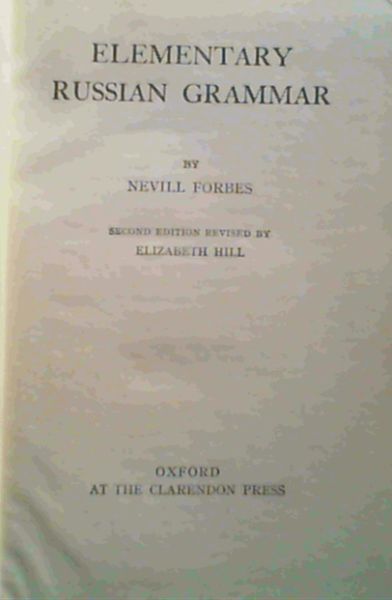 ELEMENTARY
RUSSIAN GRAMMAR
BY
NEVILL FORBES
SECOND EDITION REVISED BY
ELIZABETH HILL
OXFORD
AT THE CLARENDON PRESS